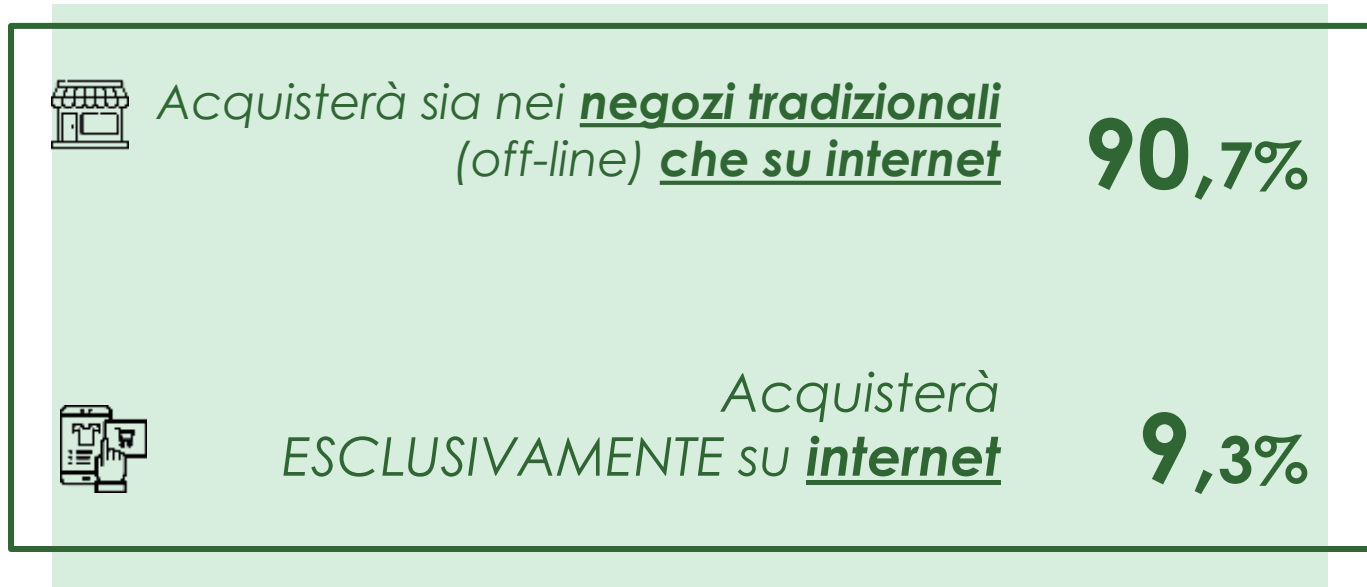 Acquisterà sia nei negozi tradizionali
(off-line) che su internet
90,7%
Acquisterà
ESCLUSIVAMENTE su internet
9,3%